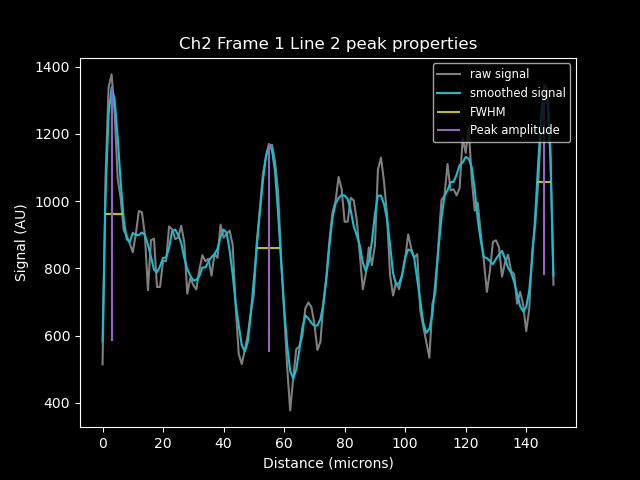 Ch2 Frame 1 Line 2 peak properties
raw signal
smoothed signal
FWHM
Peak amplitude
Signal (AU)
1400
1200
1000
800
600
400
0 20 40 60 80 100 120 140
Distance (microns)